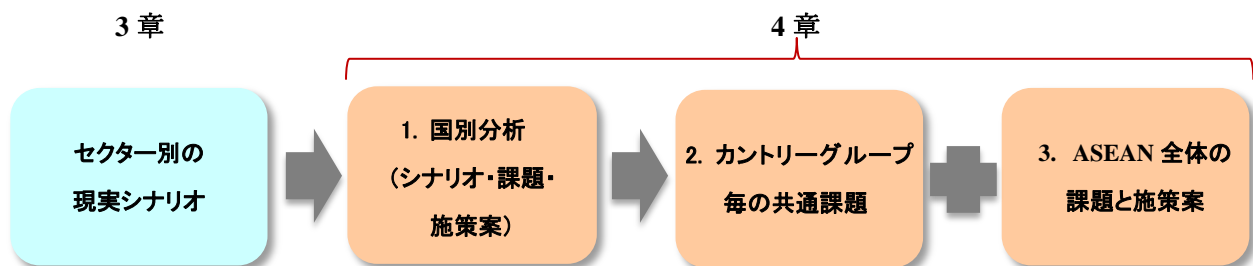 3 章
4 章
セクター別の
現実シナリオ
1. 国別分析
（シナリオ・課題・
施策案）
2. カントリーグループ
毎の共通課題
3. ASEAN 全体の
課題と施策案